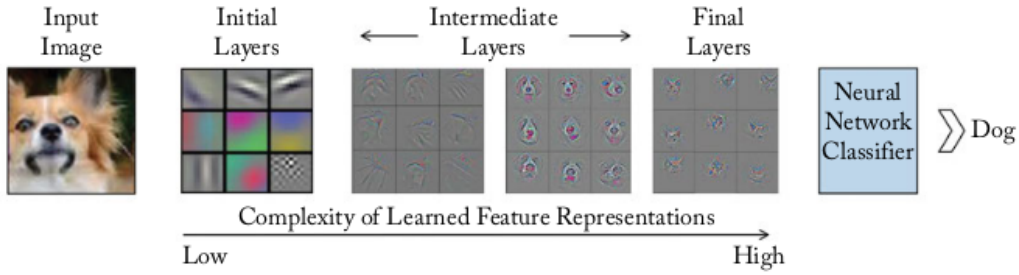 Input
Image
Initial
Layers
Intermediate
Layers
Final
Layers
Neural
Network
Classifier
Dog
Complexity of Learned Feature Representations
Low
High